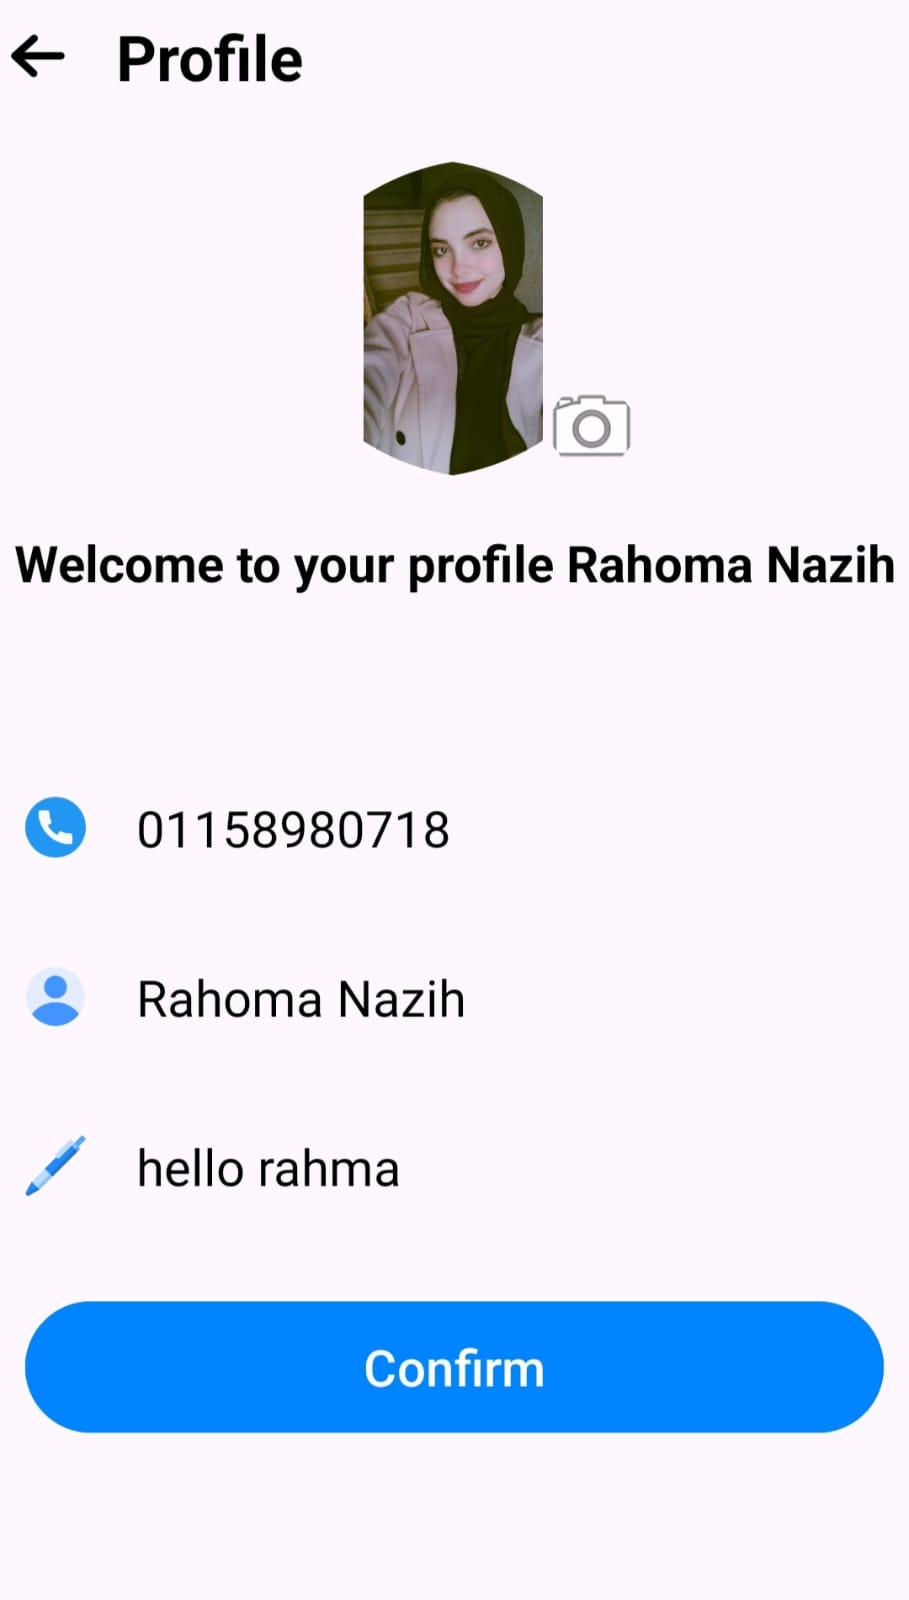 Profile
Welcome to your profile Rahoma Nazih
01158980718
Rahoma Nazih
hello rahma
Confirm